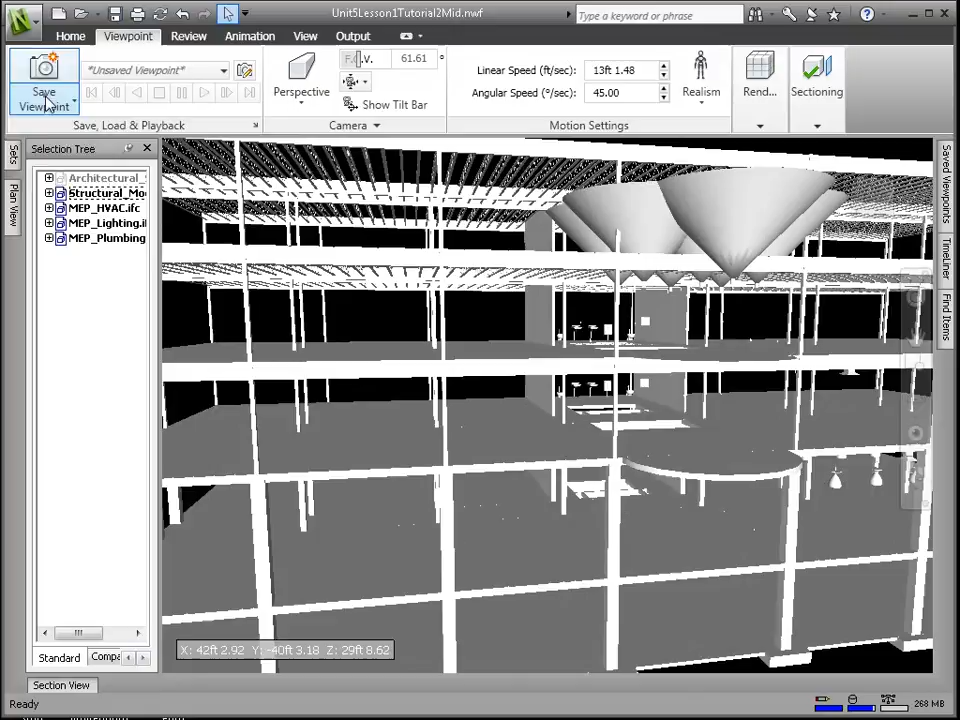 Unit5Lesson1Tutorial2Mid.nwf
Type a keyword or phrase
Home Viewpoint Review Animation View Output
Save Viewpoint
*Unsaved Viewpoint*
Save, Load & Playback
Perspective
F.O.V. 61.61 °
Show Tilt Bar
Camera
Linear Speed (ft/sec): 13ft 1.48
Angular Speed (°/sec): 45.00
Motion Settings
Realism
Rend...
Sectioning
Sets
Plan View
Selection Tree
Architectural_
Structural_Mo
MEP_HVAC.ifc
MEP_Lighting.i
MEP_Plumbing
Standard Compa
Saved Viewpoints
TimeLiner
Find Items
X: 42ft 2.92 Y: -40ft 3.18 Z: 29ft 8.62
Section View
Ready
268 MB